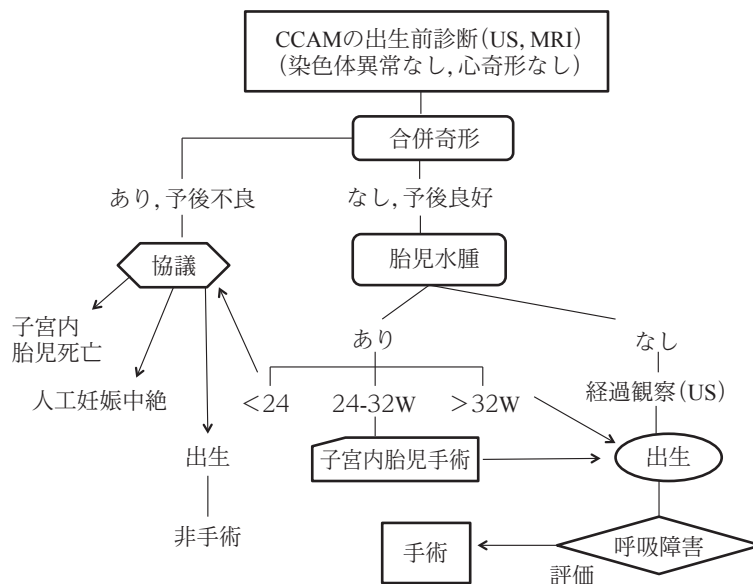 CCAMの出生前診断(US, MRI)
(染色体異常なし, 心奇形なし)
合併奇形
あり, 予後不良
なし, 予後良好
協議
胎児水腫
子宮内
胎児死亡
あり
なし
人工妊娠中絶
<24
24-32W
>32W
経過観察(US)
出生
子宮内胎児手術
出生
非手術
手術
呼吸障害
評価